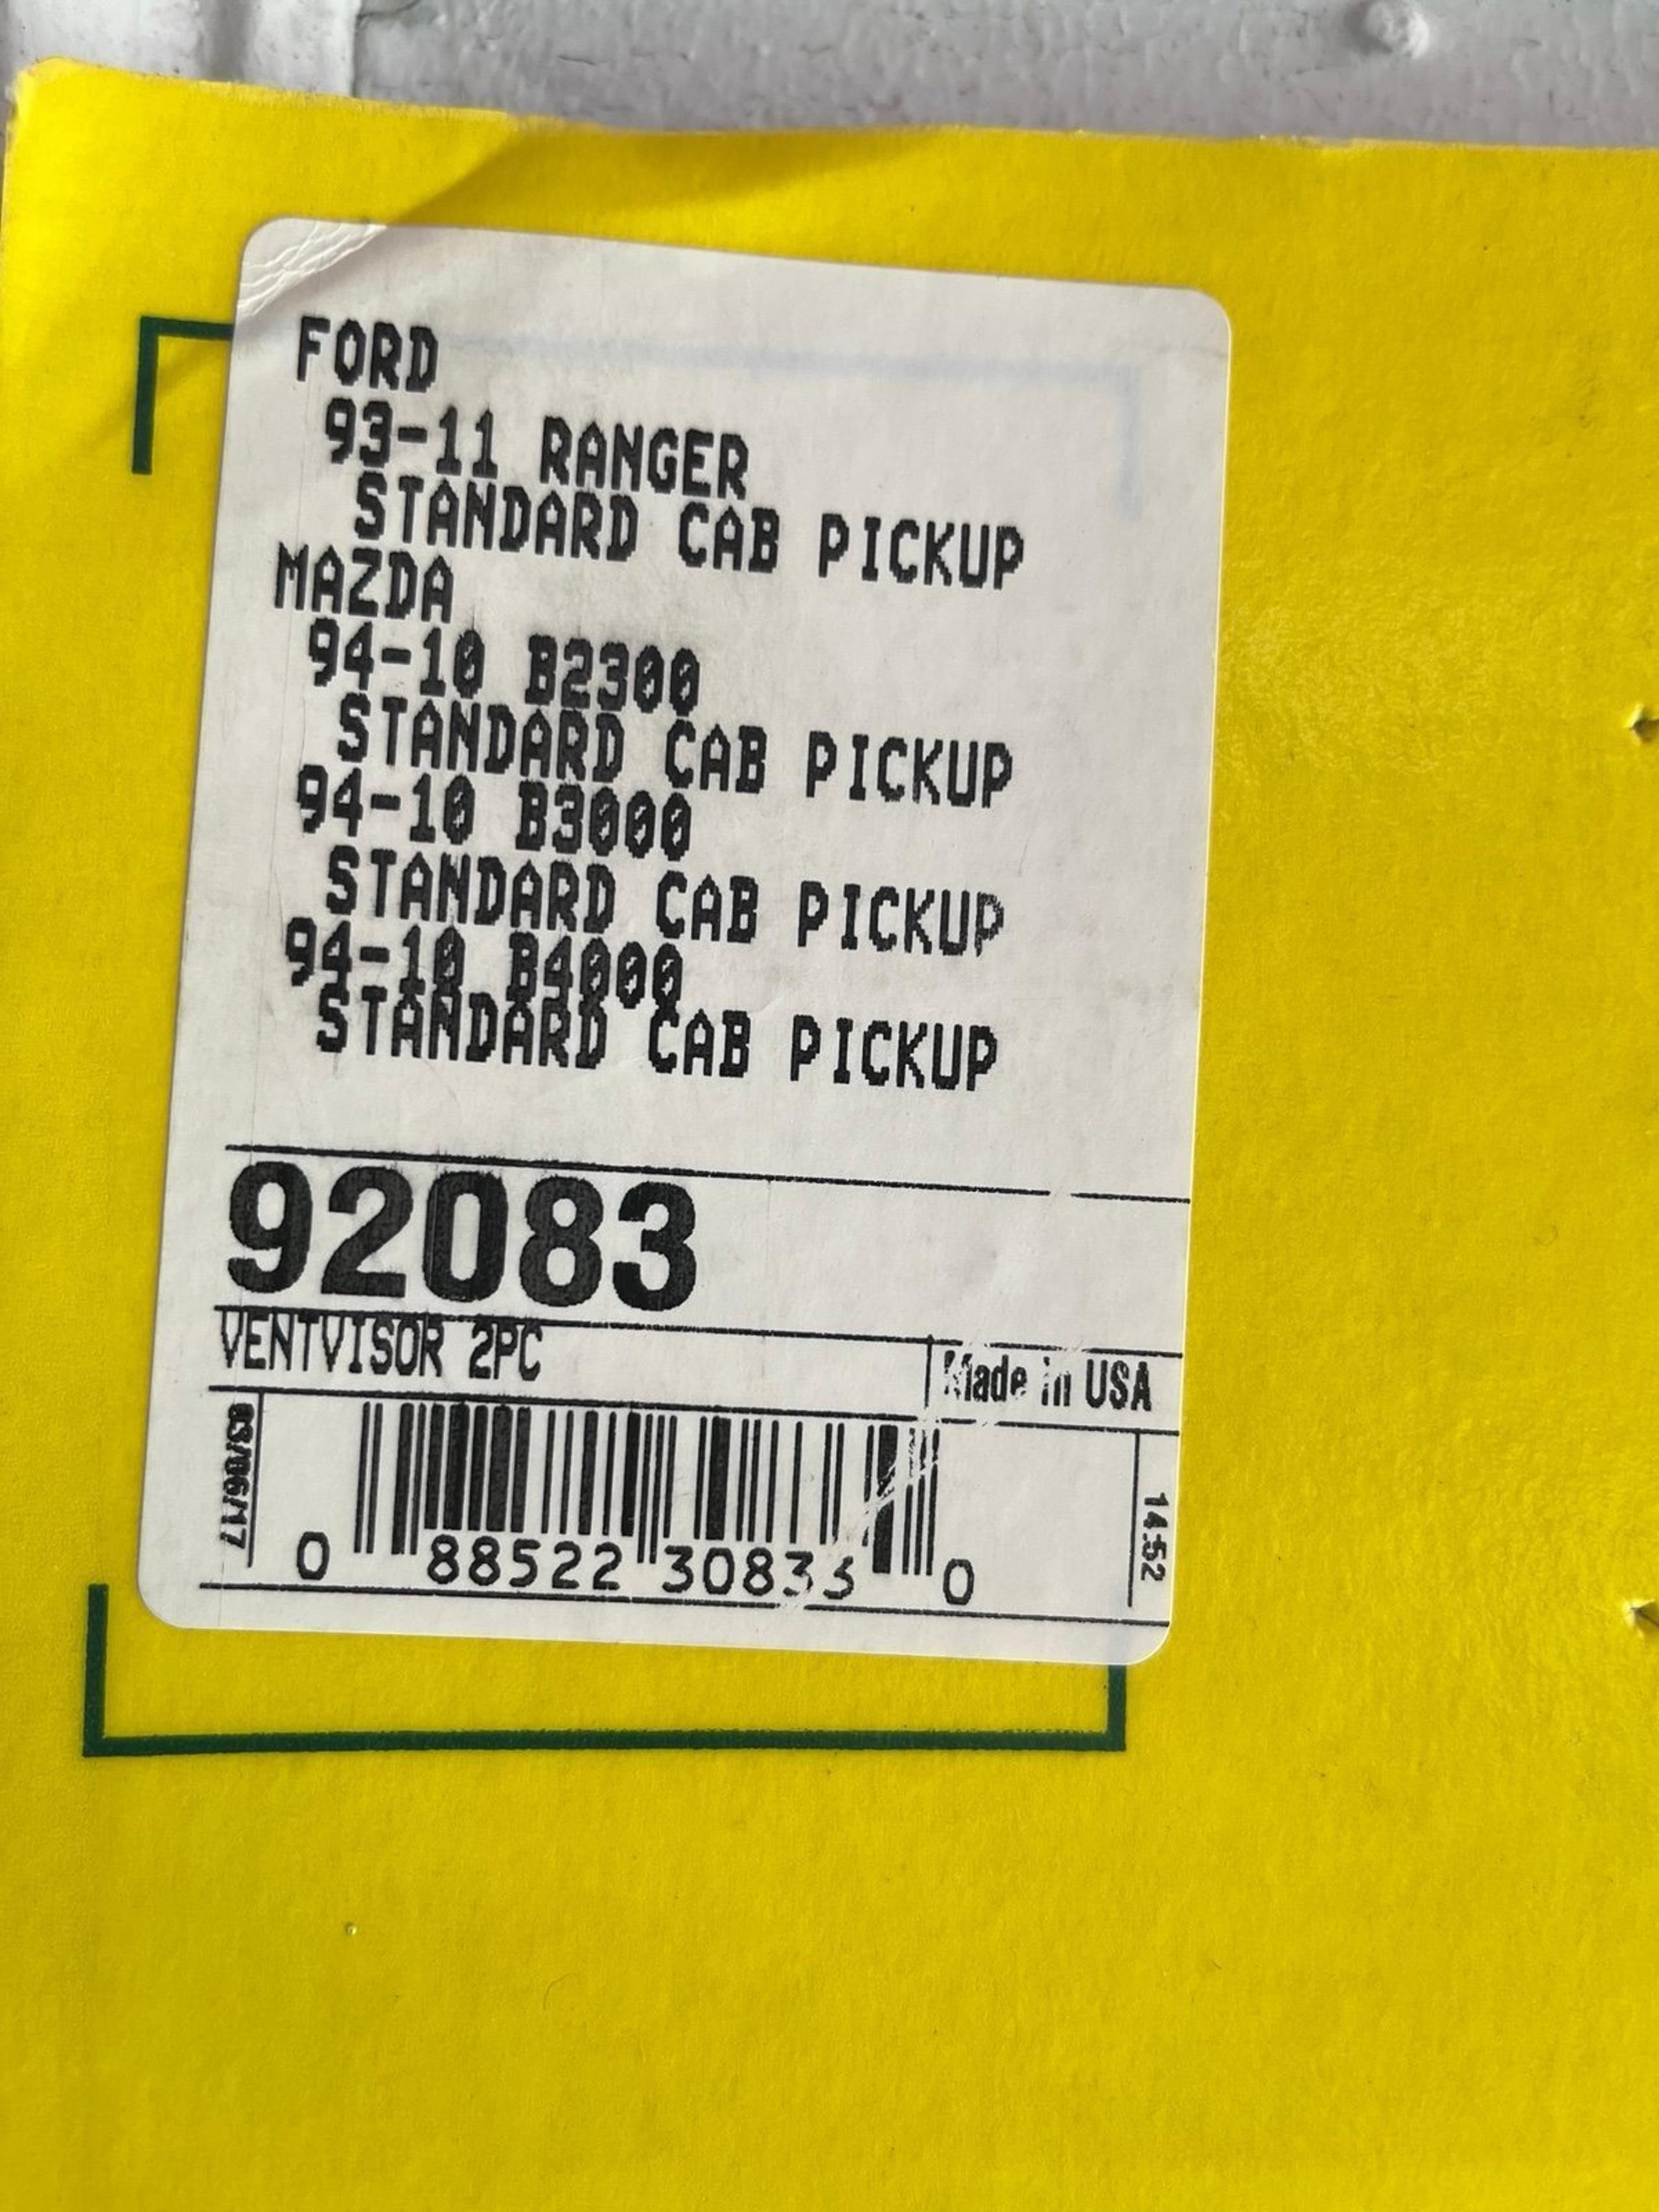 FORD
93-11 RANGER
STANDARD CAB PICKUP
MAZDA
94-10 B2300
STANDARD CAB PICKUP
94-10 B3000
STANDARD CAB PICKUP
94-10 B4000
STANDARD CAB PICKUP
92083
VENTVISOR 2PC
Made in USA
03/06/17
0 88522 30833 0
14:52